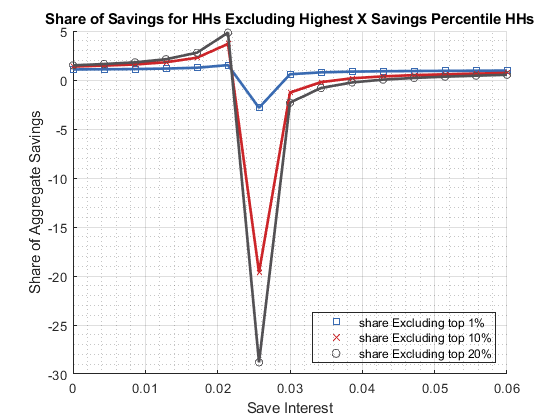 Share of Savings for HHs Excluding Highest X Savings Percentile HHs
Share of Aggregate Savings
5
0
-5
-10
-15
-20
-25
-30
0 0.01 0.02 0.03 0.04 0.05 0.06
Save Interest
share Excluding top 1%
share Excluding top 10%
share Excluding top 20%